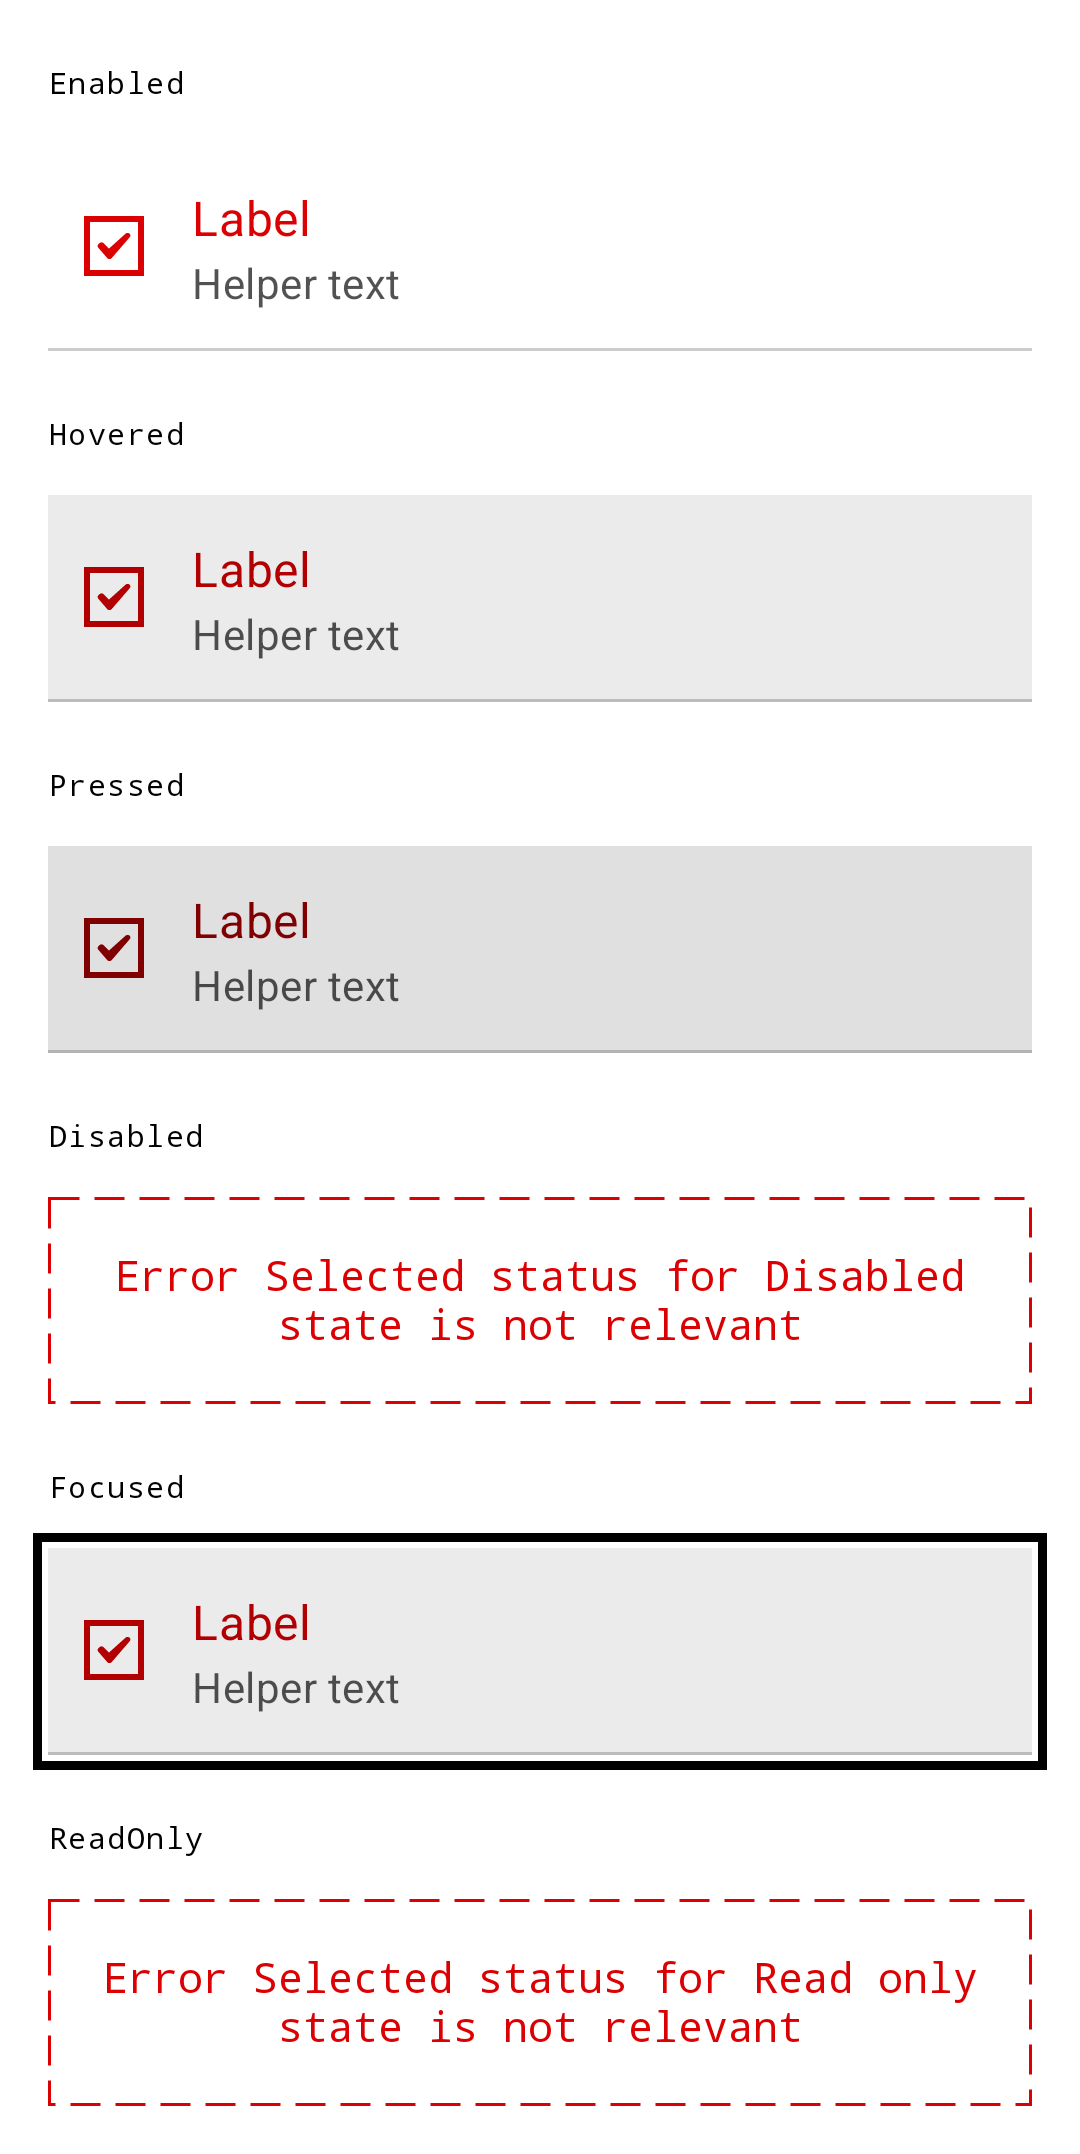 Enabled
Label
Helper text
Hovered
Label
Helper text
Pressed
Label
Helper text
Disabled
Error Selected status for Disabled
state is not relevant
Focused
Label
Helper text
ReadOnly
Error Selected status for Read only
state is not relevant